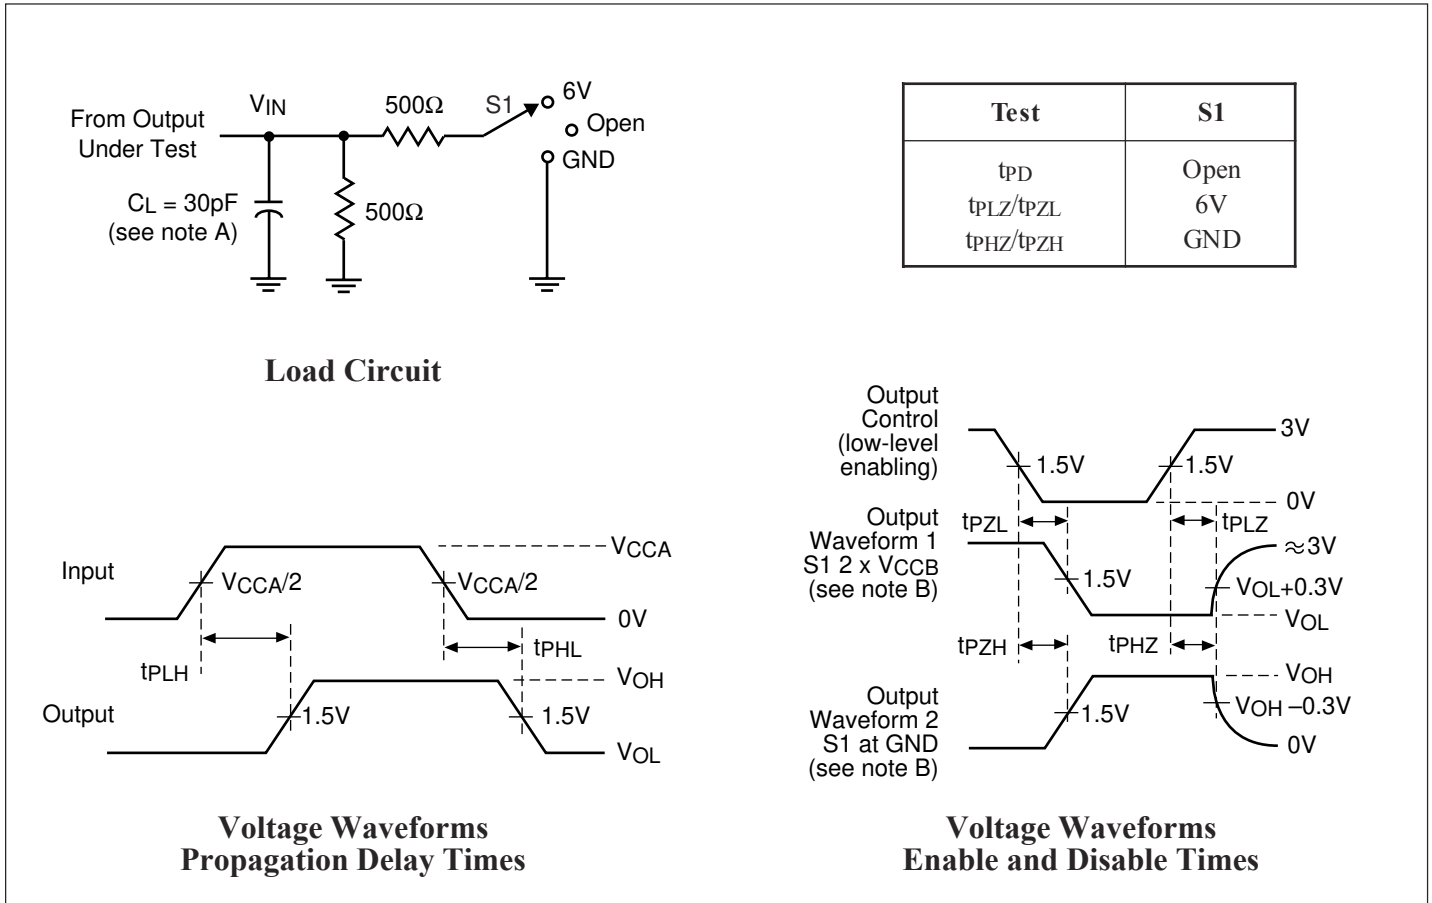 From Output
Under Test
VIN
500Ω
S1
6V
Open
GND
CL = 30pF
(see note A)
500Ω
Load Circuit
Test S1
tPD Open
tPLZ/tPZL 6V
tPHZ/tPZH GND
Input
VCCA/2
VCCA/2
VCCA
0V
tPLH
tPHL
Output
1.5V
1.5V
VOH
VOL
Voltage Waveforms
Propagation Delay Times
Output
Control
(low-level
enabling)
1.5V
1.5V
3V
0V
Output
Waveform 1
S1 2 x VCCB
(see note B)
tPZL
tPLZ
1.5V
≈3V
VOL+0.3V
VOL
tPZH
tPHZ
Output
Waveform 2
S1 at GND
(see note B)
1.5V
VOH
VOH –0.3V
0V
Voltage Waveforms
Enable and Disable Times